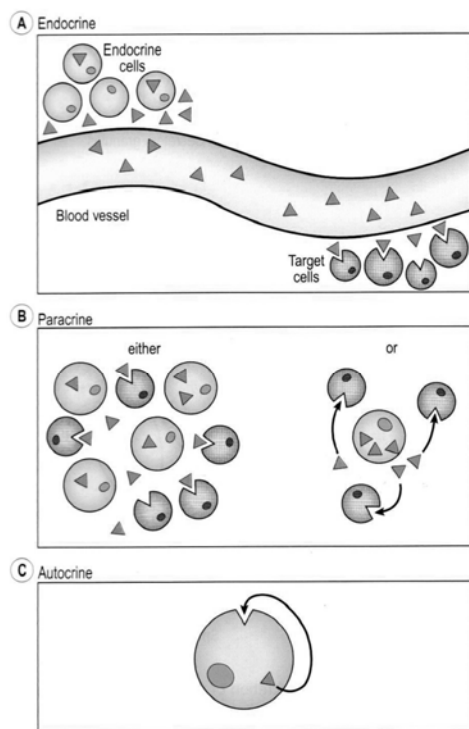 A Endocrine
Endocrine
cells
Blood vessel
Target
cells
B Paracrine
either
or
C Autocrine